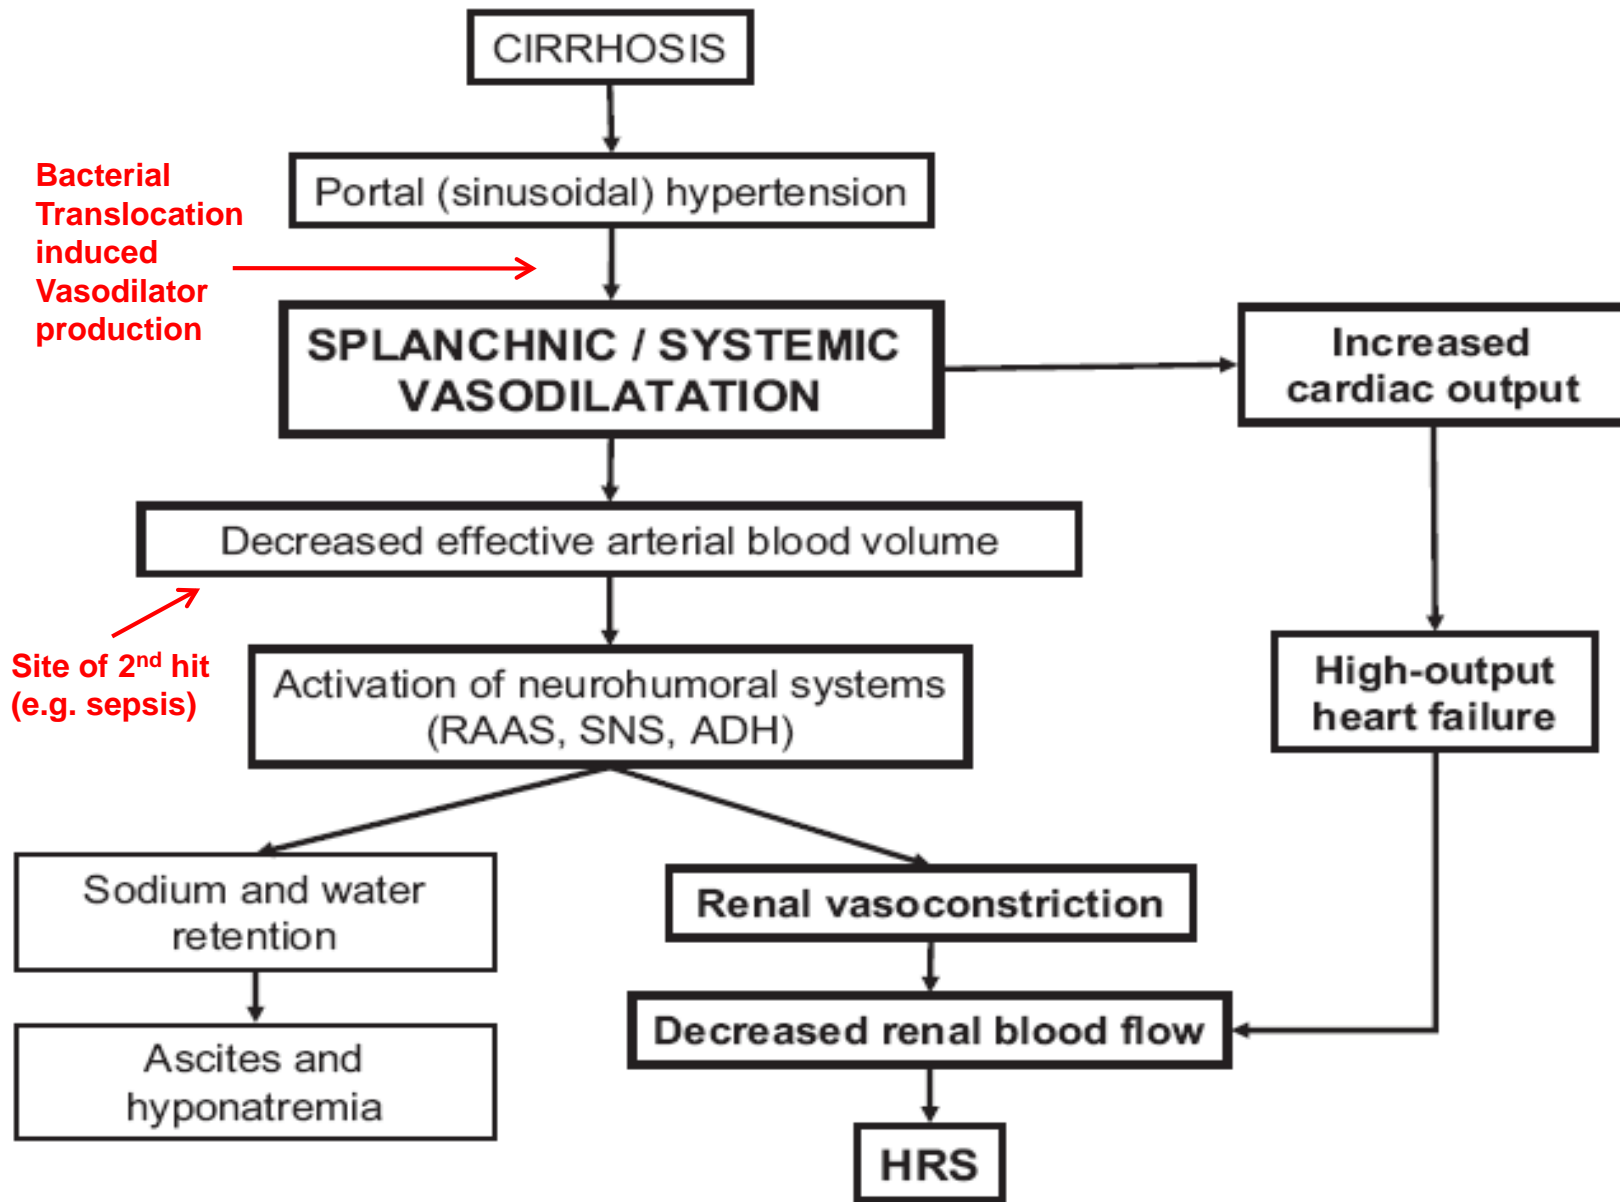 CIRRHOSIS
Portal (sinusoidal) hypertension
Bacterial
Translocation
induced
Vasodilator
production
SPLANCHNIC / SYSTEMIC
VASODILATATION
Increased
cardiac output
Decreased effective arterial blood volume
Site of 2nd hit
(e.g. sepsis)
Activation of neurohumoral systems
(RAAS, SNS, ADH)
High-output
heart failure
Sodium and water
retention
Renal vasoconstriction
Ascites and
hyponatremia
Decreased renal blood flow
HRS